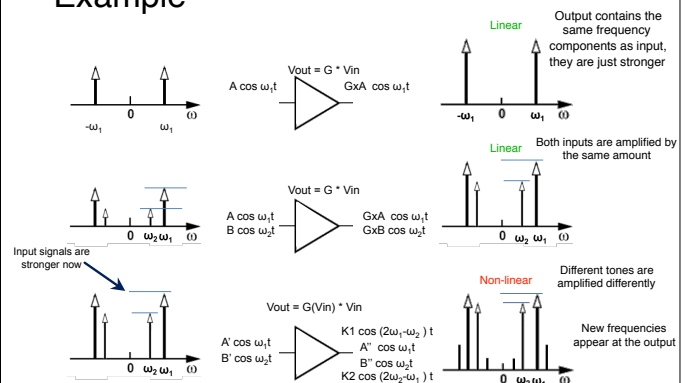 Example
Linear
Output contains the
same frequency
components as input,
they are just stronger
Vout = G * Vin
A cos ω₁t
GxA cos ω₁t
-ω₁ 0 ω₁ ω
-ω₁ 0 ω₁ ω
Linear
Both inputs are amplified by
the same amount
Vout = G * Vin
A cos ω₁t
B cos ω₂t
GxA cos ω₁t
GxB cos ω₂t
0 ω₂ ω₁ ω
0 ω₂ ω₁ ω
Input signals are
stronger now
Non-linear
Different tones are
amplified differently
Vout = G(Vin) * Vin
New frequencies
appear at the output
A' cos ω₁t
B' cos ω₂t
K1 cos (2ω₁-ω₂ ) t
A'' cos ω₁t
B'' cos ω₂t
K2 cos (2ω₂-ω₁ ) t
0 ω₂ ω₁ ω
0 ω₂ ω₁ ω